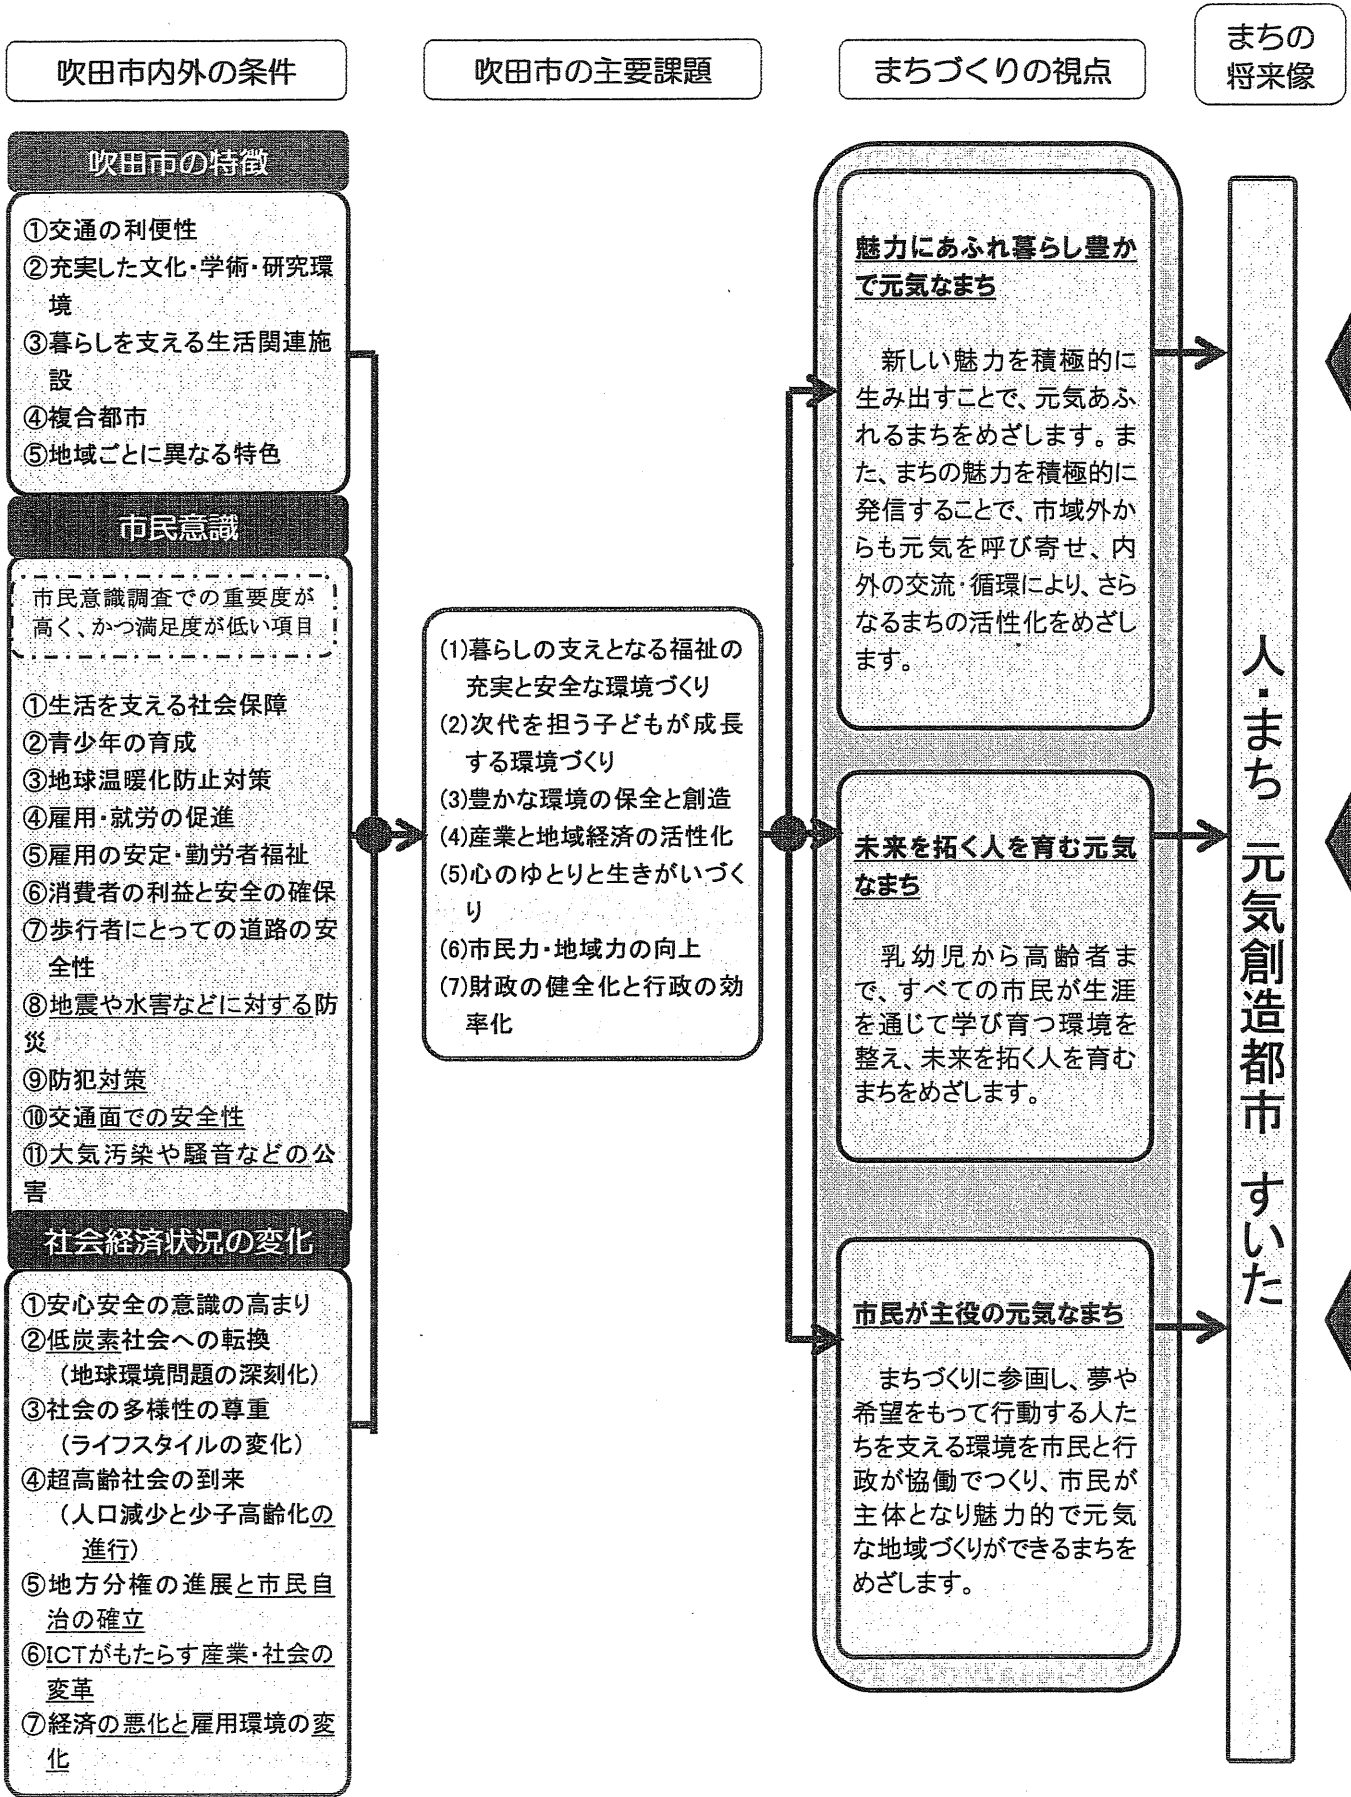 吹田市内外の条件
吹田市の主要課題
まちづくりの視点
まちの
将来像
吹田市の特徴
①交通の利便性
②充実した文化・学術・研究環
境
③暮らしを支える生活関連施
設
④複合都市
⑤地域ごとに異なる特色
市民意識
市民意識調査での重要度が
高く、かつ満足度が低い項目
①生活を支える社会保障
②青少年の育成
③地球温暖化防止対策
④雇用・就労の促進
⑤雇用の安定・勤労者福祉
⑥消費者の利益と安全の確保
⑦歩行者にとっての道路の安
全性
⑧地震や水害などに対する防
災
⑨防犯対策
⑩交通面での安全性
⑪大気汚染や騒音などの公
害
社会経済状況の変化
①安心安全の意識の高まり
②低炭素社会への転換
（地球環境問題の深刻化）
③社会の多様性の尊重
（ライフスタイルの変化）
④超高齢社会の到来
（人口減少と少子高齢化の
進行）
⑤地方分権の進展と市民自
治の確立
⑥ICTがもたらす産業・社会の
変革
⑦経済の悪化と雇用環境の変
化
(1)暮らしの支えとなる福祉の
充実と安全な環境づくり
(2)次代を担う子どもが成長
する環境づくり
(3)豊かな環境の保全と創造
(4)産業と地域経済の活性化
(5)心のゆとりと生きがいづく
り
(6)市民力・地域力の向上
(7)財政の健全化と行政の効
率化
魅力にあふれ暮らし豊か
で元気なまち
新しい魅力を積極的に
生み出すことで、元気あふ
れるまちをめざします。ま
た、まちの魅力を積極的に
発信することで、市域外か
らも元気を呼び寄せ、内
外の交流・循環により、さら
なるまちの活性化をめざし
ます。
未来を拓く人を育む元気
なまち
乳幼児から高齢者ま
で、すべての市民が生涯
を通じて学び育つ環境を
整え、未来を拓く人を育む
まちをめざします。
市民が主役の元気なまち
まちづくりに参画し、夢や
希望をもって行動する人た
ちを支える環境を市民と行
政が協働でつくり、市民が
主体となり魅力的で元気
な地域づくりができるまちを
めざします。
人・まち 元気創造都市 すいた